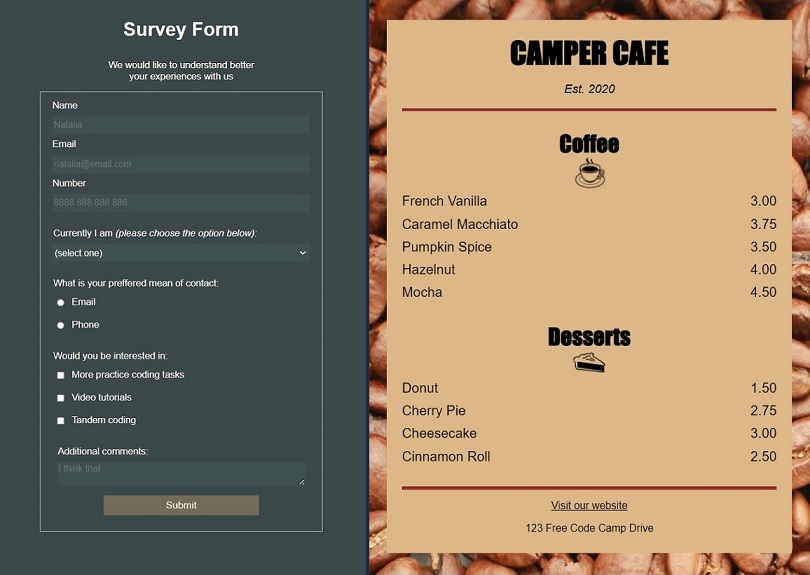 Survey Form
We would like to understand better
your experiences with us
Name
Natalia
Email
natalia@email.com
Number
8888 888 888 888
Currently I am (please choose the option below):
(select one)
What is your preffered mean of contact:
Email
Phone
Would you be interested in:
More practice coding tasks
Video tutorials
Tandem coding
Additional comments:
I think that ...
Submit
CAMPER CAFE
Est. 2020
Coffee
French Vanilla 3.00
Caramel Macchiato 3.75
Pumpkin Spice 3.50
Hazelnut 4.00
Mocha 4.50
Desserts
Donut 1.50
Cherry Pie 2.75
Cheesecake 3.00
Cinnamon Roll 2.50
Visit our website
123 Free Code Camp Drive